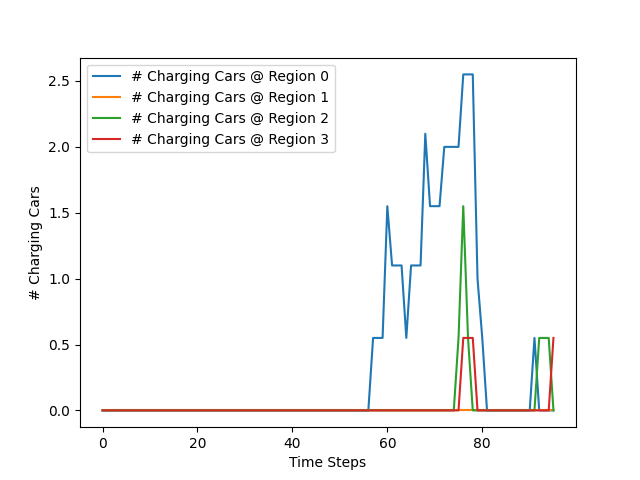 # Charging Cars @ Region 0
# Charging Cars @ Region 1
# Charging Cars @ Region 2
# Charging Cars @ Region 3
2.5
2.0
1.5
1.0
0.5
0.0
# Charging Cars
0 20 40 60 80
Time Steps